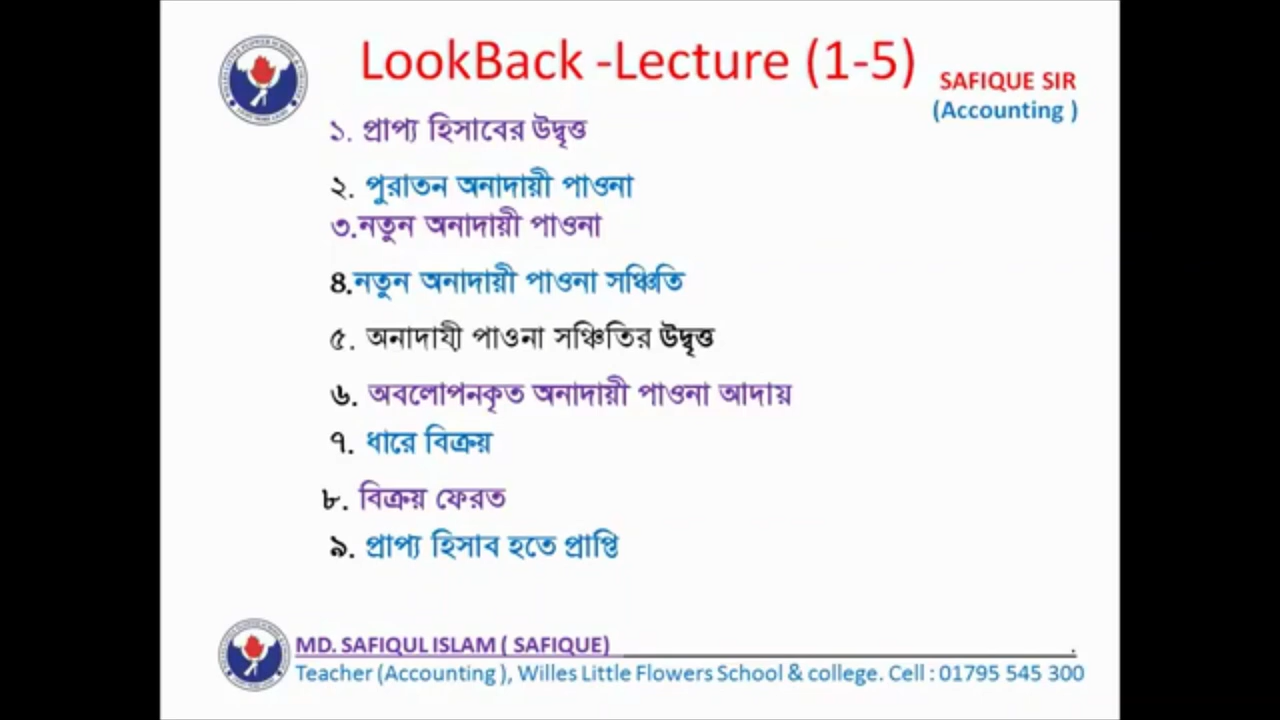 LookBack -Lecture (1-5)
SAFIQUE SIR
(Accounting )
১. প্রাপ্য হিসাবের উদ্বৃত্ত
২. পুরাতন অনাদায়ী পাওনা
৩.নতুন অনাদায়ী পাওনা
৪.নতুন অনাদায়ী পাওনা সঞ্চিতি
৫. অনাদাযী পাওনা সঞ্চিতির উদ্বৃত্ত
৬. অবলোপনকৃত অনাদায়ী পাওনা আদায়
৭. ধারে বিক্রয়
৮. বিক্রয় ফেরত
৯. প্রাপ্য হিসাব হতে প্রাপ্তি
MD. SAFIQUL ISLAM ( SAFIQUE)
Teacher (Accounting ), Willes Little Flowers School & college. Cell : 01795 545 300